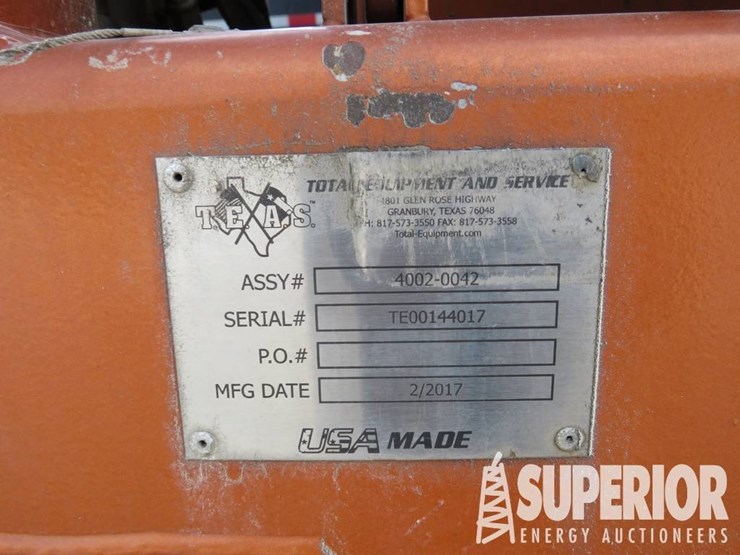 T.E.A.S.
TOTAL EQUIPMENT AND SERVICE
4801 GLEN ROSE HIGHWAY
GRANBURY, TEXAS 76048
PH: 817-573-3550 FAX: 817-573-3558
Total-Equipment.com
ASSY# 4002-0042
SERIAL# TE00144017
P.O.#
MFG DATE 2/2017
USA MADE
SUPERIOR
ENERGY AUCTIONEERS